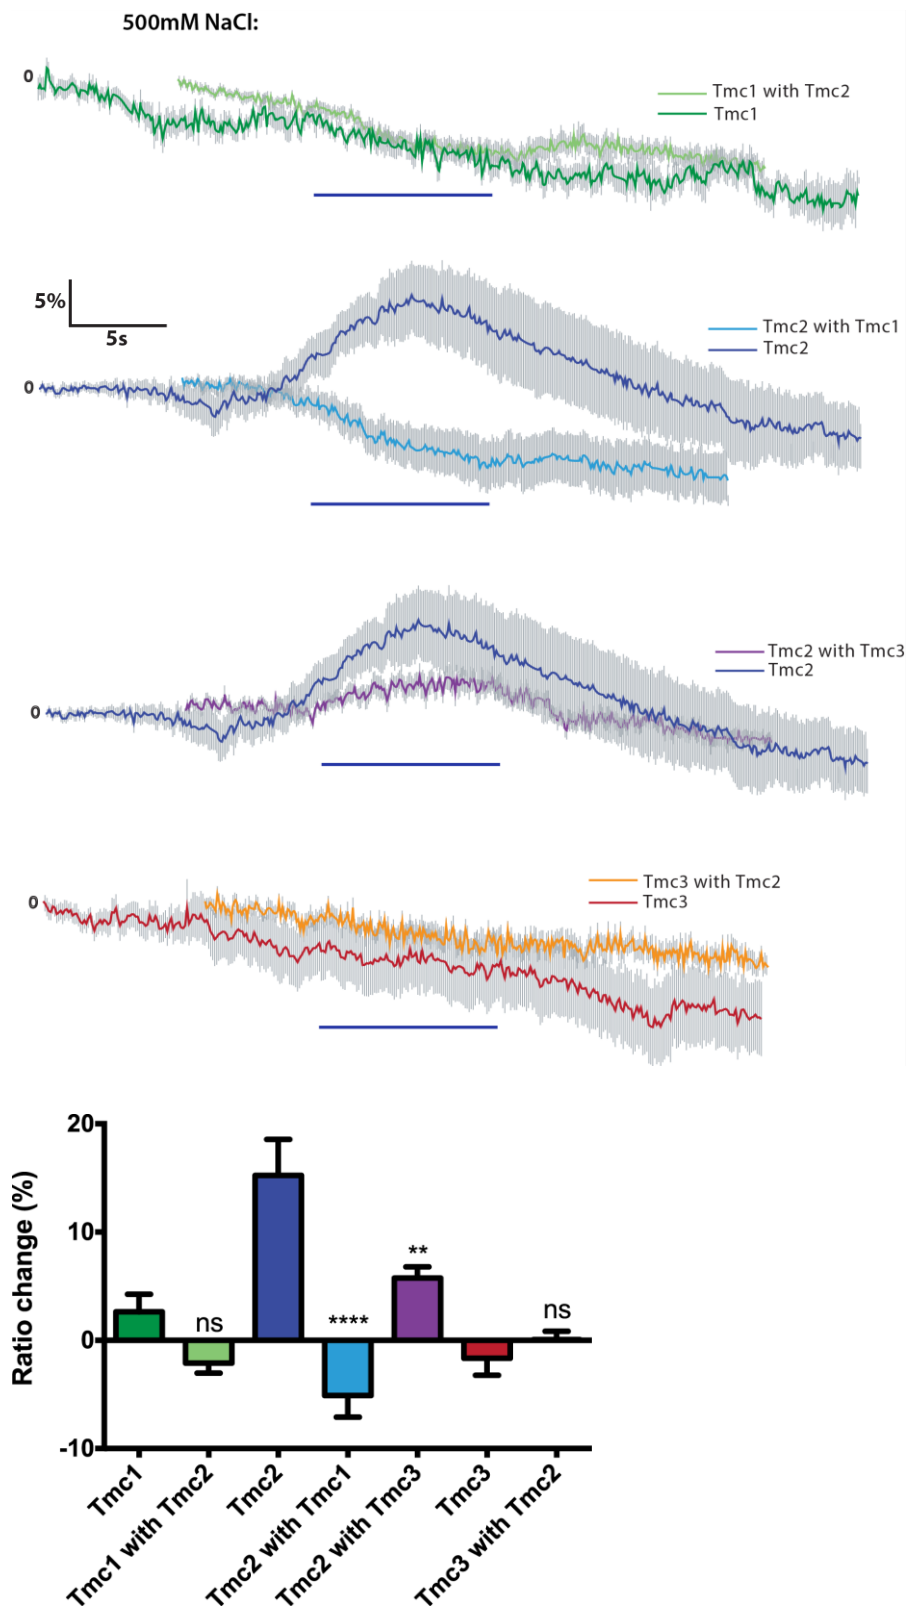 500mM NaCl:
0
Tmc1 with Tmc2
Tmc1
5%
5s
Tmc2 with Tmc1
Tmc2
0
Tmc2 with Tmc3
Tmc2
0
Tmc3 with Tmc2
Tmc3
0
20
10
0
-10
Ratio change (%)
ns
****
**
ns
Tmc1
Tmc1 with Tmc2
Tmc2
Tmc2 with Tmc1
Tmc2 with Tmc3
Tmc3
Tmc3 with Tmc2